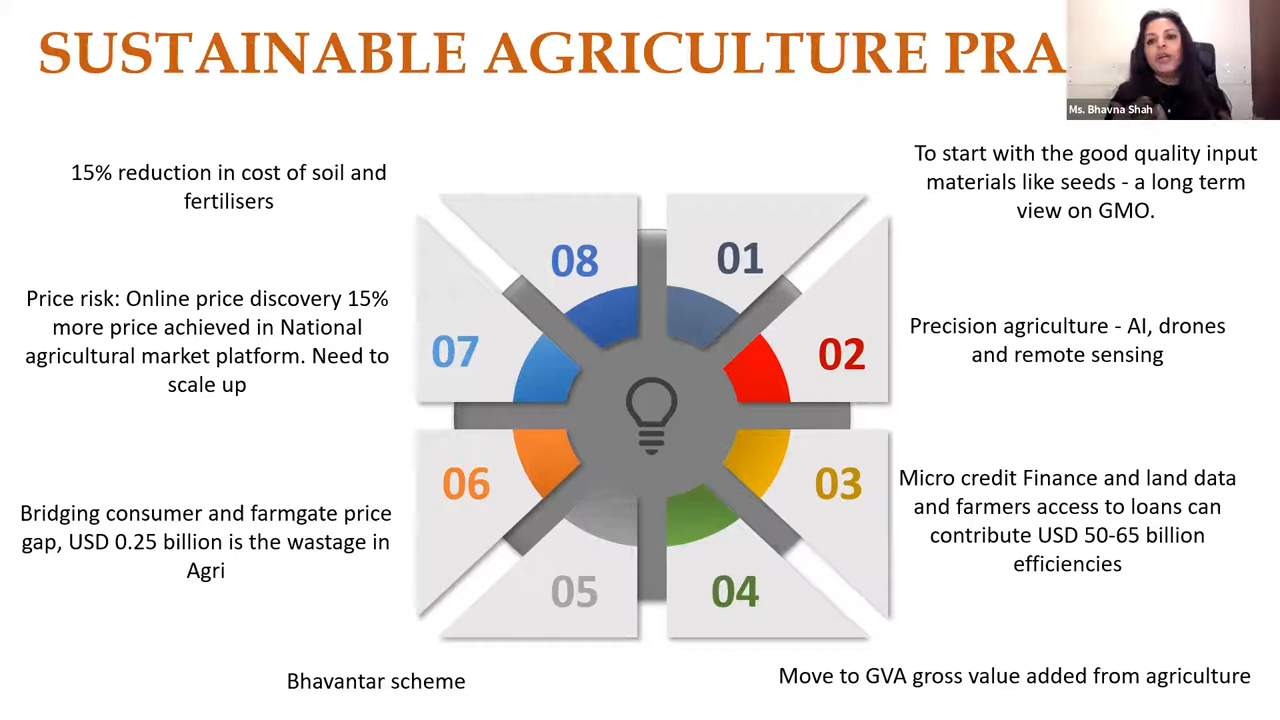 SUSTAINABLE AGRICULTURE PRA
Ms. Bhavna Shah
15% reduction in cost of soil and
fertilisers
To start with the good quality input
materials like seeds - a long term
view on GMO.
08
01
Price risk: Online price discovery 15%
more price achieved in National
agricultural market platform. Need to
scale up
07
02
Precision agriculture - AI, drones
and remote sensing
Bridging consumer and farmgate price
gap, USD 0.25 billion is the wastage in
Agri
06
03
Micro credit Finance and land data
and farmers access to loans can
contribute USD 50-65 billion
efficiencies
05
04
Bhavantar scheme
Move to GVA gross value added from agriculture